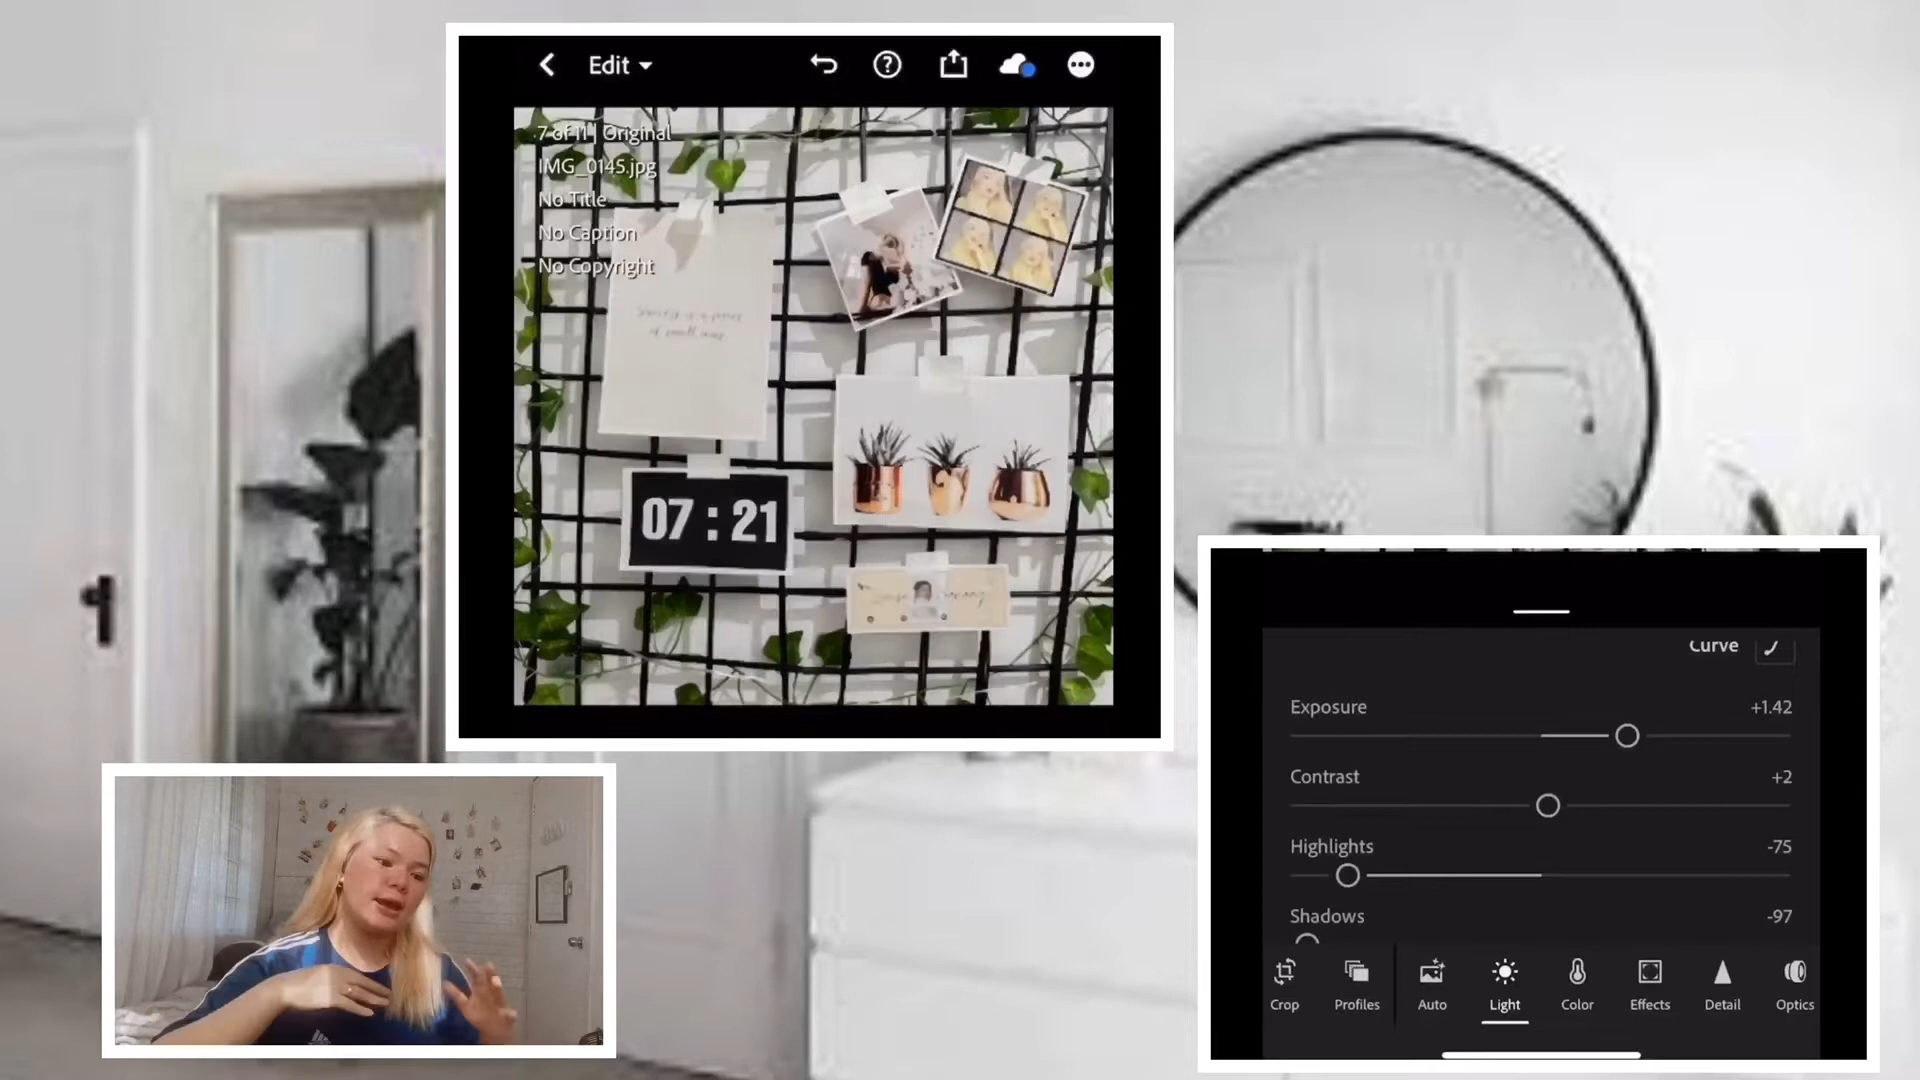 Edit
7 of 11 | Original
IMG_0145.jpg
No Title
No Caption
No Copyright
07 : 21
Curve
Exposure +1.42
Contrast +2
Highlights -75
Shadows -97
Crop Profiles Auto Light Color Effects Detail Optics